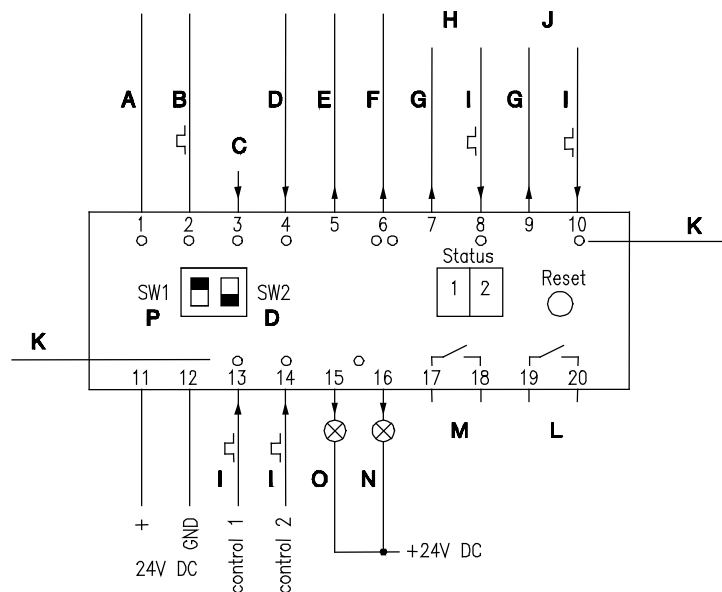 H J
A B D E F G I G I
C
1 2 3 4 5 6 7 8 9 10
K
Status
1 2
Reset
SW1 SW2
P D
K
11 12 13 14 15 16 17 18 19 20
M L
I I O N
+ GND control 1 control 2
24V DC
+24V DC